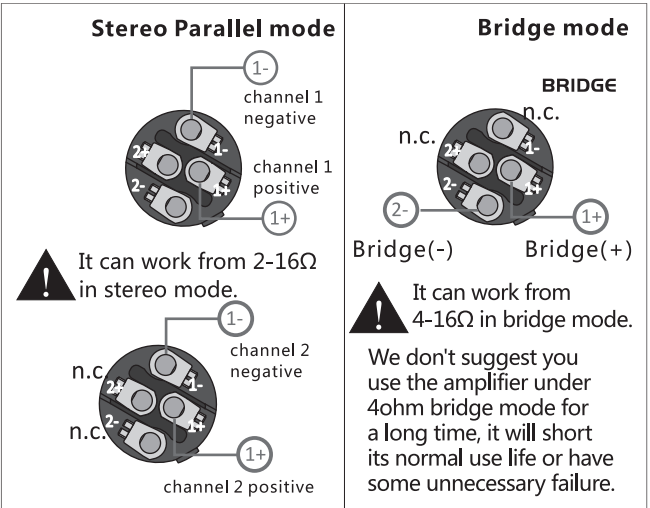 Stereo Parallel mode
1-
channel 1
negative
2+
1-
2-
1+
channel 1
positive
1+
It can work from 2-16Ω
in stereo mode.
1-
channel 2
negative
n.c.
2+
1-
2-
1+
n.c.
1+
channel 2 positive
Bridge mode
BRIDGE
n.c.
n.c.
2+
1-
2-
1+
2-
1+
Bridge(-)
Bridge(+)
It can work from
4-16Ω in bridge mode.
We don't suggest you
use the amplifier under
4ohm bridge mode for
a long time, it will short
its normal use life or have
some unnecessary failure.